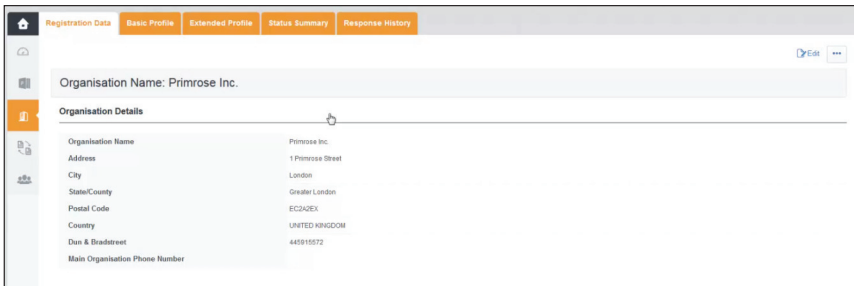 Registration Data Basic Profile Extended Profile Status Summary Response History
Edit
Organisation Name: Primrose Inc.
Organisation Details
Organisation Name Primrose Inc.
Address 1 Primrose Street
City London
State/County Greater London
Postal Code EC2A2EX
Country UNITED KINGDOM
Dun & Bradstreet 445915572
Main Organisation Phone Number